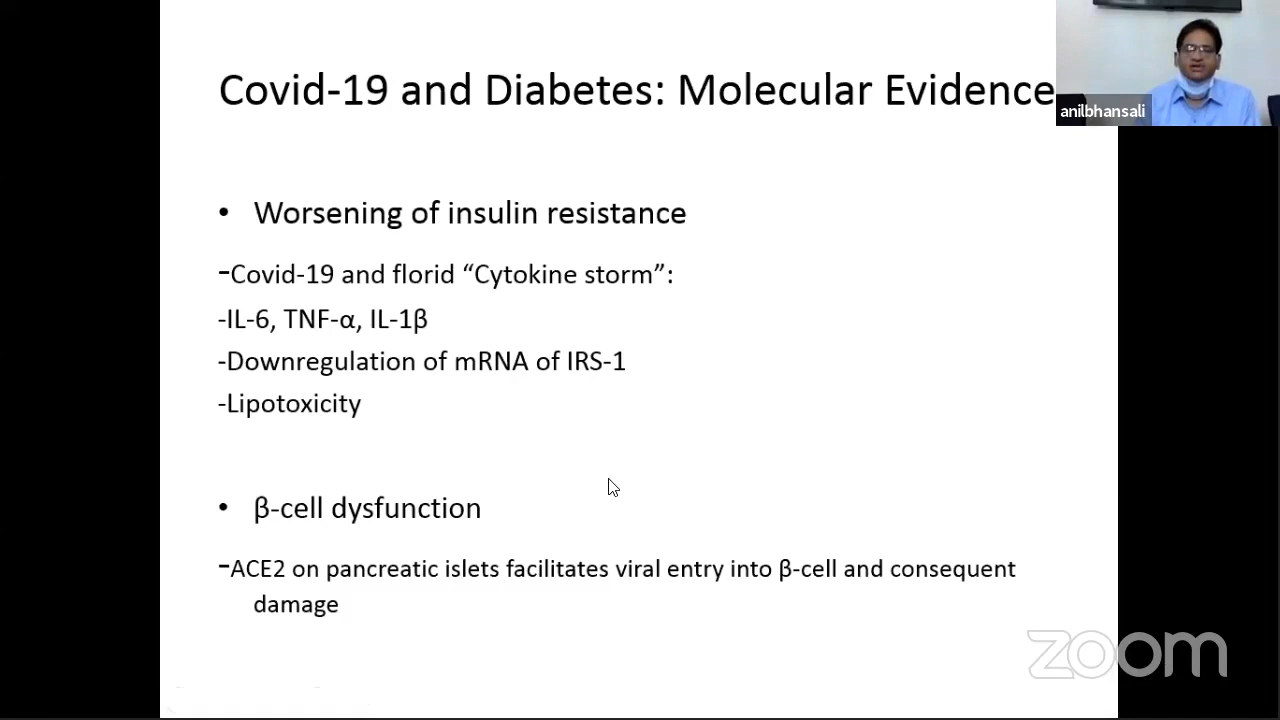 Covid-19 and Diabetes: Molecular Evidence
anilbhansali
• Worsening of insulin resistance
-Covid-19 and florid “Cytokine storm”:
-IL-6, TNF-α, IL-1β
-Downregulation of mRNA of IRS-1
-Lipotoxicity
• β-cell dysfunction
-ACE2 on pancreatic islets facilitates viral entry into β-cell and consequent
damage
zoom